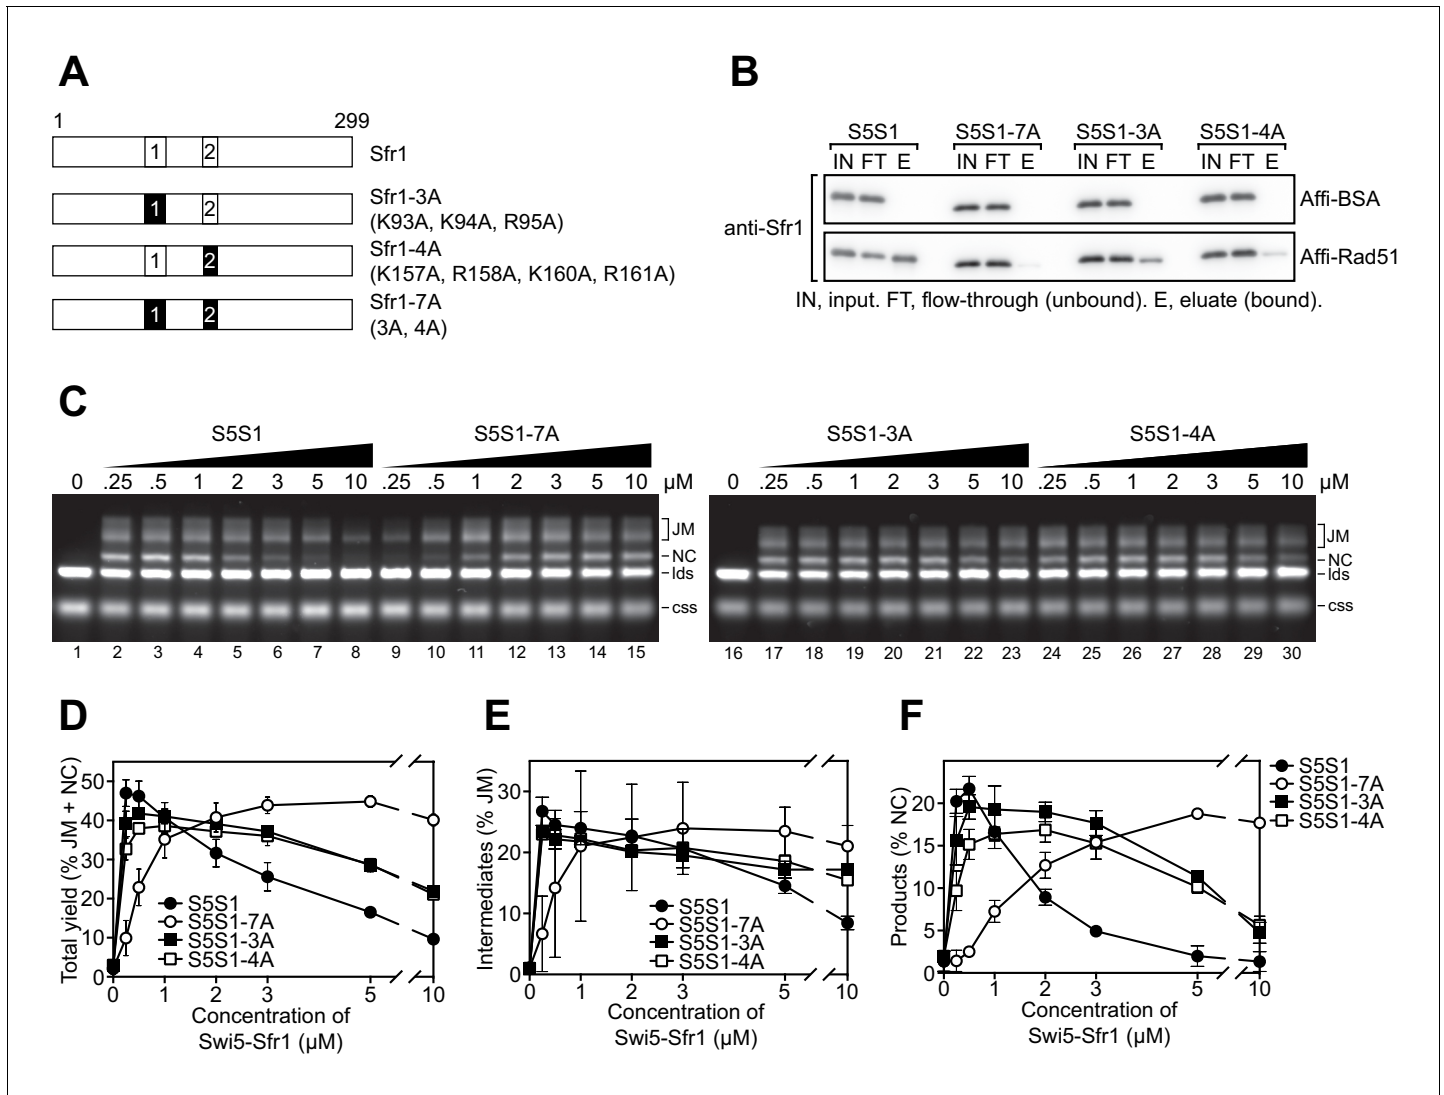 A
1 299
1 2 Sfr1
1 2 Sfr1-3A
(K93A, K94A, R95A)
1 2 Sfr1-4A
(K157A, R158A, K160A, R161A)
1 2 Sfr1-7A
(3A, 4A)
B
S5S1 S5S1-7A S5S1-3A S5S1-4A
IN FT E IN FT E IN FT E IN FT E
Affi-BSA
anti-Sfr1
Affi-Rad51
IN, input. FT, flow-through (unbound). E, eluate (bound).
C
S5S1 S5S1-7A
0 .25 .5 1 2 3 5 10 .25 .5 1 2 3 5 10 µM
JM
NC
lds
css
1 2 3 4 5 6 7 8 9 10 11 12 13 14 15
S5S1-3A S5S1-4A
0 .25 .5 1 2 3 5 10 .25 .5 1 2 3 5 10 µM
JM
NC
lds
css
16 17 18 19 20 21 22 23 24 25 26 27 28 29 30
D
Total yield (% JM + NC)
50
40
30
20
10
0
S5S1
S5S1-7A
S5S1-3A
S5S1-4A
0 1 2 3 5 10
Concentration of
Swi5-Sfr1 (µM)
E
Intermediates (% JM)
30
20
10
0
S5S1
S5S1-7A
S5S1-3A
S5S1-4A
0 1 2 3 5 10
Concentration of
Swi5-Sfr1 (µM)
F
Products (% NC)
20
15
10
5
0
S5S1
S5S1-7A
S5S1-3A
S5S1-4A
0 1 2 3 5 10
Concentration of
Swi5-Sfr1 (µM)